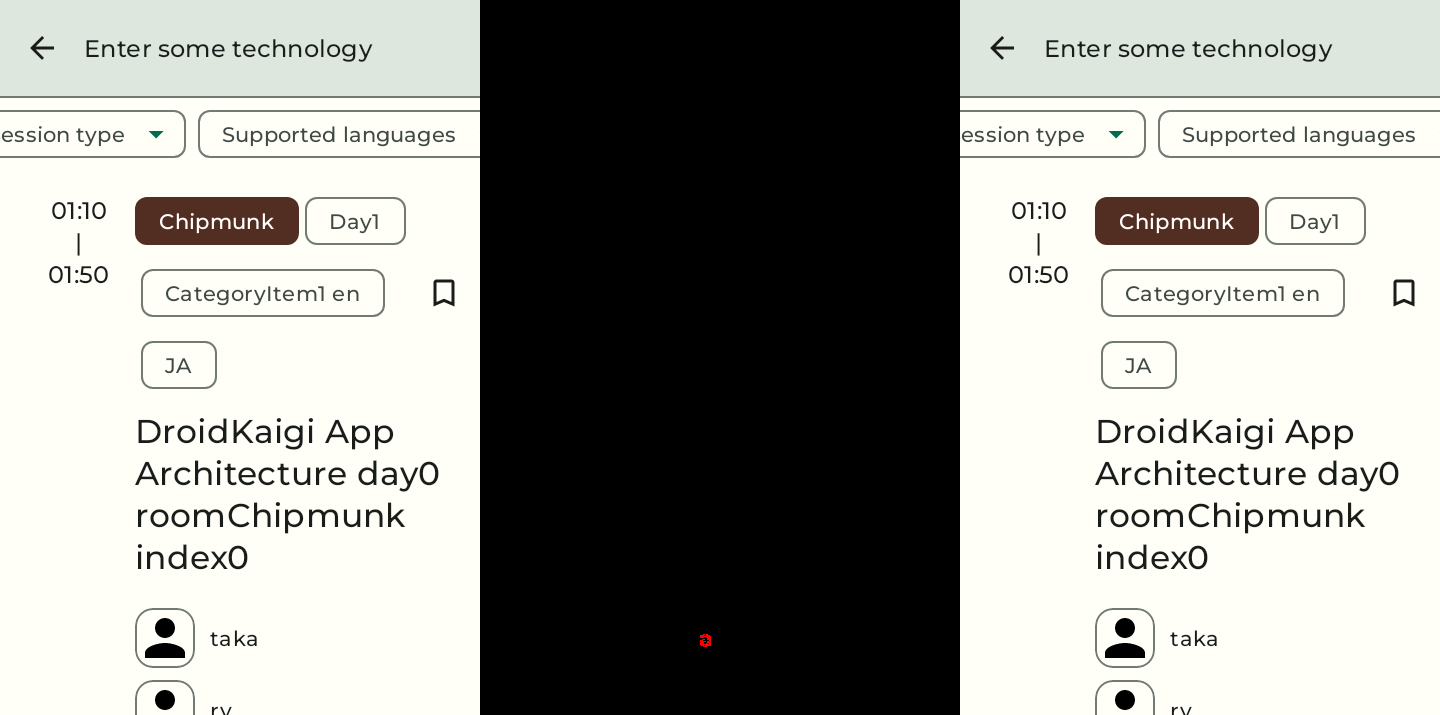 Enter some technology
ession type
Supported languages
01:10
|
01:50
Chipmunk
Day1
CategoryItem1 en
JA
DroidKaigi App
Architecture day0
roomChipmunk
index0
taka
ry
Enter some technology
ession type
Supported languages
01:10
|
01:50
Chipmunk
Day1
CategoryItem1 en
JA
DroidKaigi App
Architecture day0
roomChipmunk
index0
taka
ry